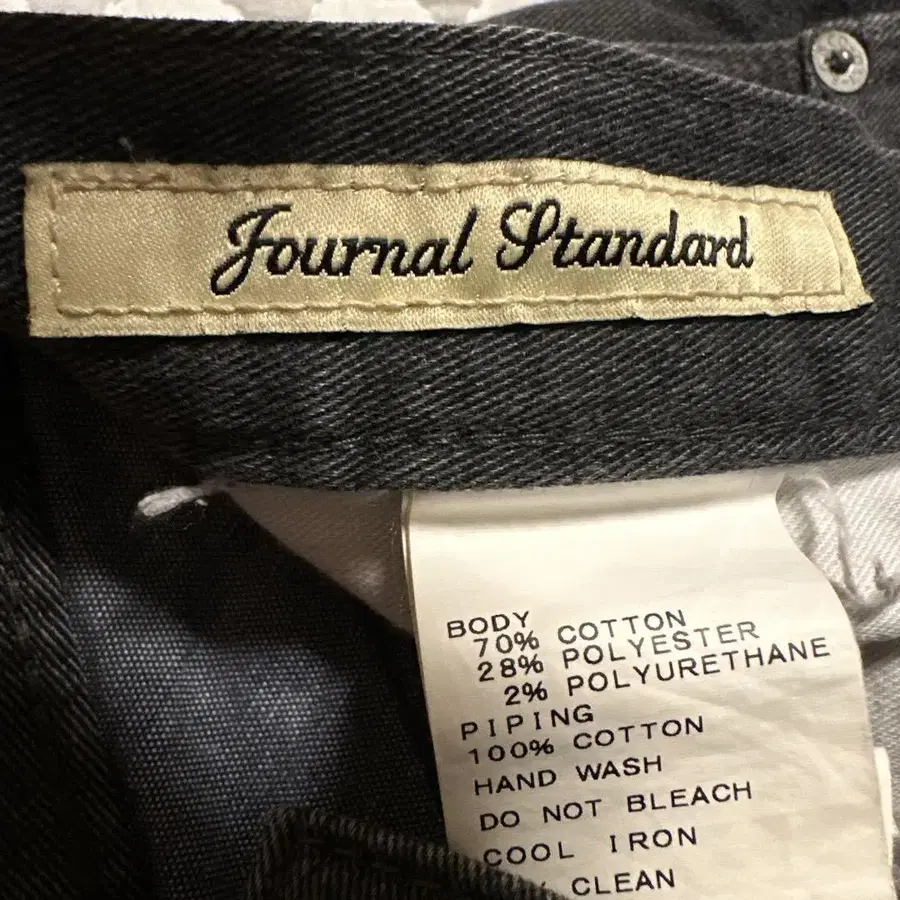 Journal Standard
BODY
70% COTTON
28% POLYESTER
2% POLYURETHANE
PIPING
100% COTTON
HAND WASH
DO NOT BLEACH
COOL IRON
CLEAN